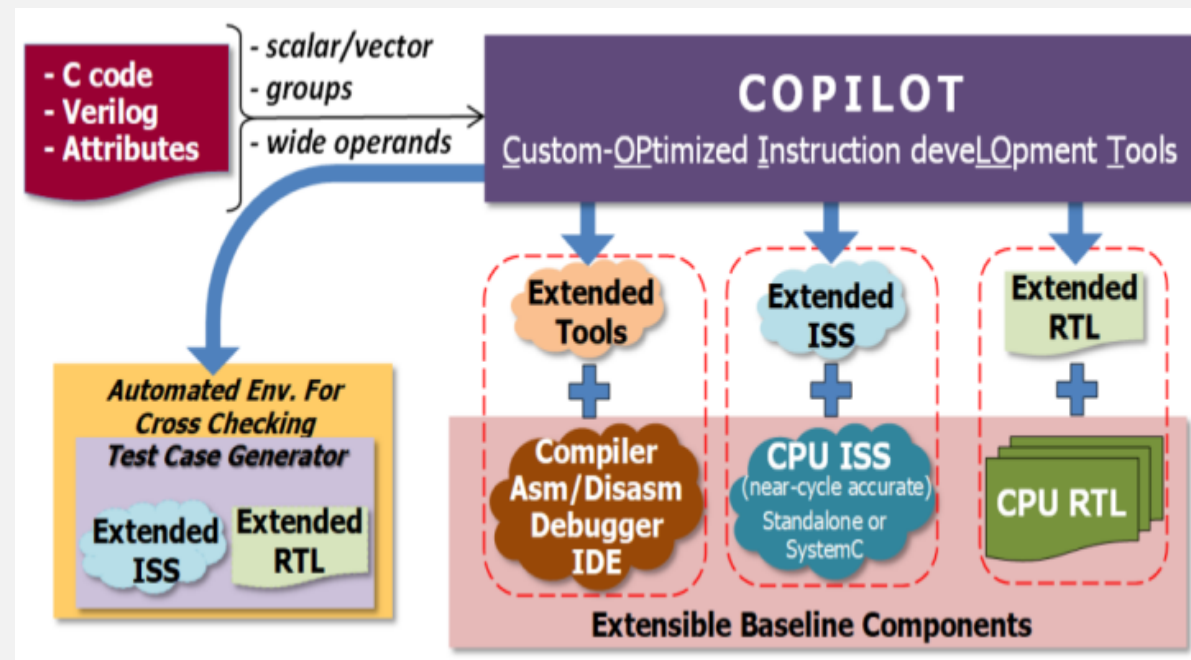 - C code
- Verilog
- Attributes
- scalar/vector
- groups
- wide operands
COPILOT
Custom-OPtimized Instruction deveLOpment Tools
Extended
Tools
Extended
ISS
Extended
RTL
Automated Env. For
Cross Checking
Test Case Generator
Extended
ISS
Extended
RTL
Compiler
Asm/Disasm
Debugger
IDE
CPU ISS
(near-cycle accurate)
Standalone or
SystemC
CPU RTL
Extensible Baseline Components